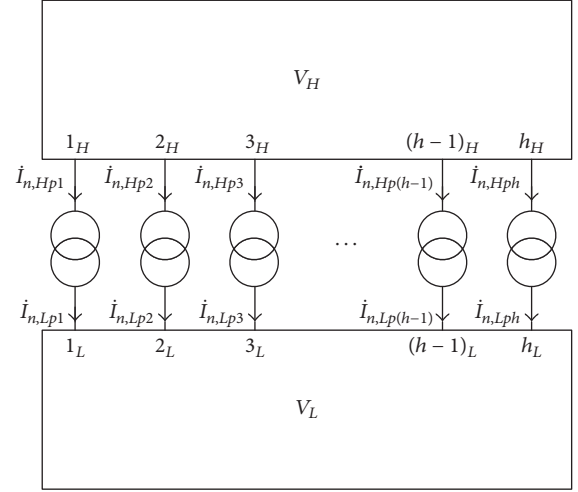 V_H
1_H 2_H 3_H (h − 1)_H h_H
İ_{n,Hp1} İ_{n,Hp2} İ_{n,Hp3} İ_{n,Hp(h−1)} İ_{n,Hph}
...
İ_{n,Lp1} İ_{n,Lp2} İ_{n,Lp3} İ_{n,Lp(h−1)} İ_{n,Lph}
1_L 2_L 3_L (h − 1)_L h_L
V_L